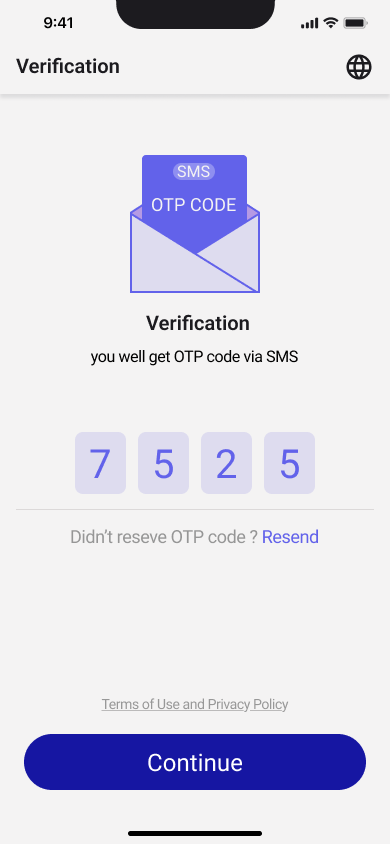 9:41
Verification
SMS
OTP CODE
Verification
you well get OTP code via SMS
7 5 2 5
Didn't reseve OTP code ? Resend
Terms of Use and Privacy Policy
Continue